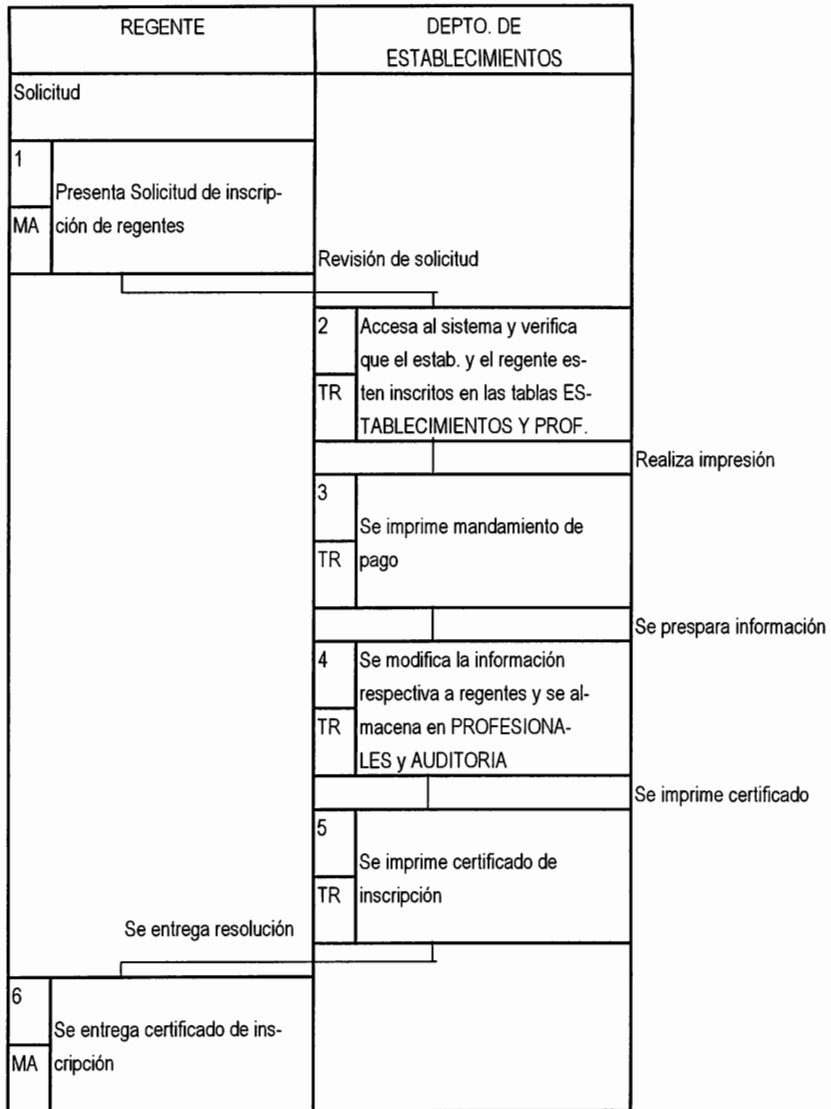 REGENTE
DEPTO. DE
ESTABLECIMIENTOS
Solicitud
1
MA
Presenta Solicitud de inscrip-
ción de regentes
Revisión de solicitud
2
TR
Accesa al sistema y verifica
que el estab. y el regente es-
ten inscritos en las tablas ES-
TABLECIMIENTOS Y PROF.
Realiza impresión
3
TR
Se imprime mandamiento de
pago
Se prespara información
4
TR
Se modifica la información
respectiva a regentes y se al-
macena en PROFESIONA-
LES y AUDITORIA
Se imprime certificado
5
TR
Se imprime certificado de
inscripción
Se entrega resolución
6
MA
Se entrega certificado de ins-
cripción